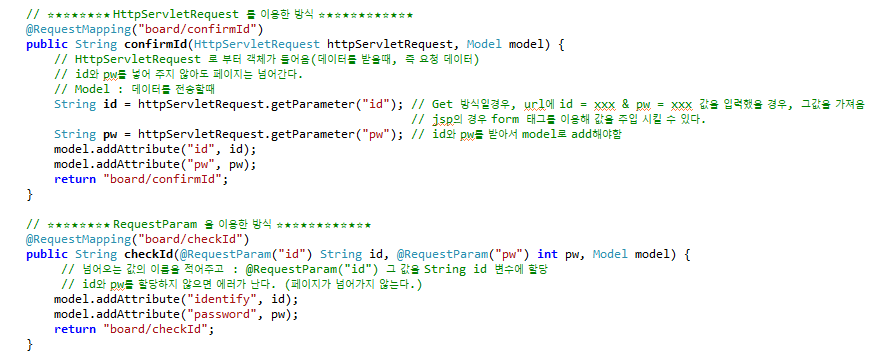 // ☆★☆★☆★☆★ HttpServletRequest 를 이용한 방식 ☆★☆★☆★☆★☆★☆★
@RequestMapping("board/confirmId")
public String confirmId(HttpServletRequest httpServletRequest, Model model) {
// HttpServletRequest 로 부터 객체가 들어옴(데이터를 받을때, 즉 요청 데이터)
// id와 pw를 넣어 주지 않아도 페이지는 넘어간다.
// Model : 데이터를 전송할때
String id = httpServletRequest.getParameter("id"); // Get 방식일경우, url에 id = xxx & pw = xxx 값을 입력했을 경우, 그값을 가져옴
// jsp의 경우 form 태그를 이용해 값을 주입 시킬 수 있다.
String pw = httpServletRequest.getParameter("pw"); // id와 pw를 받아서 model로 add해야함
model.addAttribute("id", id);
model.addAttribute("pw", pw);
return "board/confirmId";
}
// ☆★☆★☆★☆★ RequestParam 을 이용한 방식 ☆★☆★☆★☆★☆★☆★
@RequestMapping("board/checkId")
public String checkId(@RequestParam("id") String id, @RequestParam("pw") int pw, Model model) {
// 넘어오는 값의 이름을 적어주고 : @RequestParam("id") 그 값을 String id 변수에 할당
// id와 pw를 할당하지 않으면 에러가 난다. (페이지가 넘어가지 않는다.)
model.addAttribute("identify", id);
model.addAttribute("password", pw);
return "board/checkId";
}